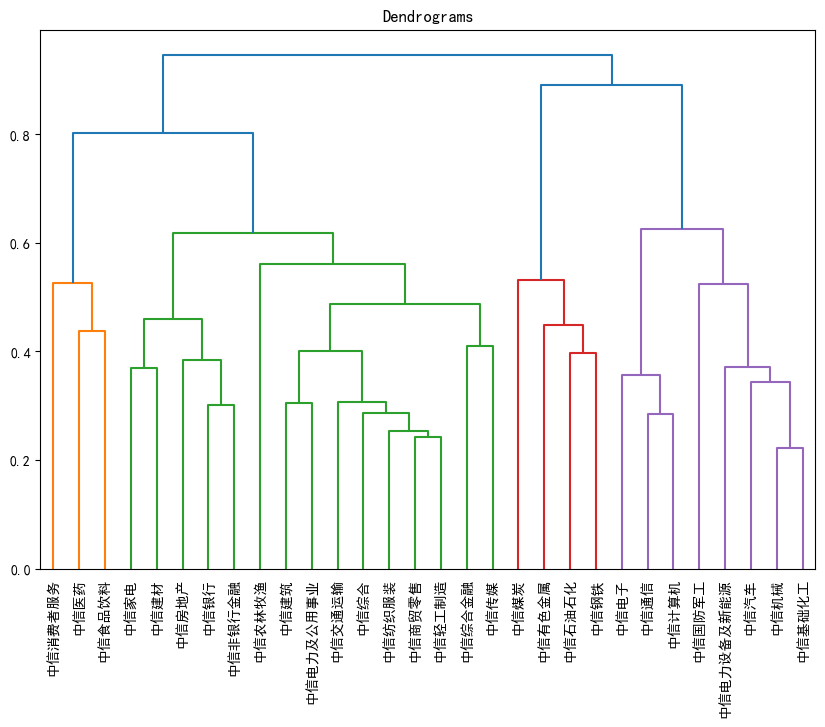 Dendrograms
0.8
0.6
0.4
0.2
0.0
中信消费者服务
中信医药
中信食品饮料
中信家电
中信建材
中信房地产
中信银行
中信非银行金融
中信农林牧渔
中信建筑
中信电力及公用事业
中信交通运输
中信综合
中信纺织服装
中信商贸零售
中信轻工制造
中信综合金融
中信传媒
中信煤炭
中信有色金属
中信石油石化
中信钢铁
中信电子
中信通信
中信计算机
中信国防军工
中信电力设备及新能源
中信汽车
中信机械
中信基础化工